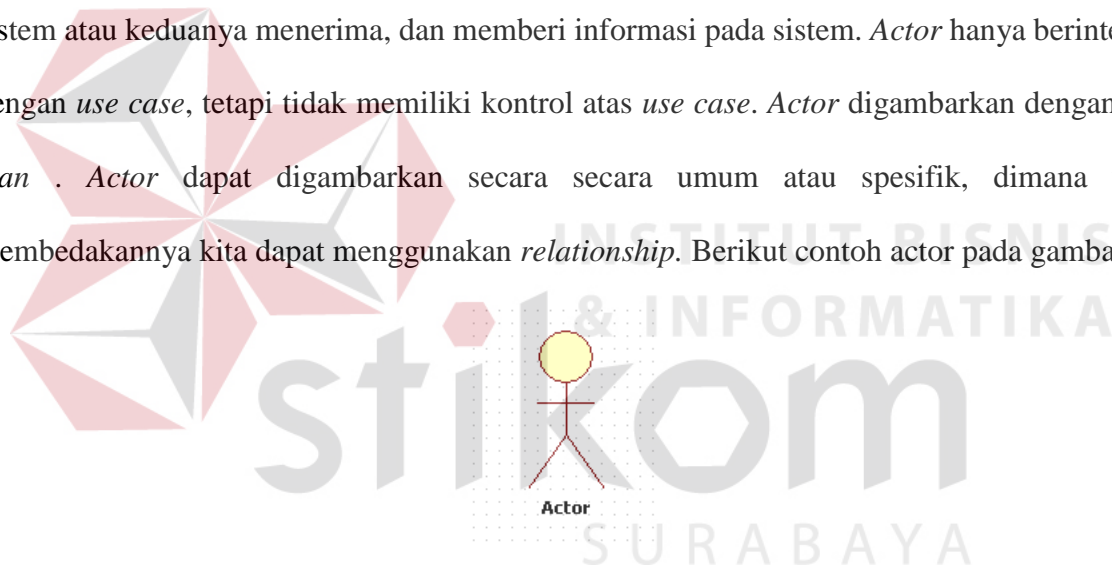 stem atau keduanya menerima, dan memberi informasi pada sistem. Actor hanya berinte
engan use case, tetapi tidak memiliki kontrol atas use case. Actor digambarkan dengan
an . Actor dapat digambarkan secara secara umum atau spesifik, dimana
embedakannya kita dapat menggunakan relationship. Berikut contoh actor pada gamba
INSTITUT BISNIS
& INFORMATIKA
stikom
Actor
SURABAYA